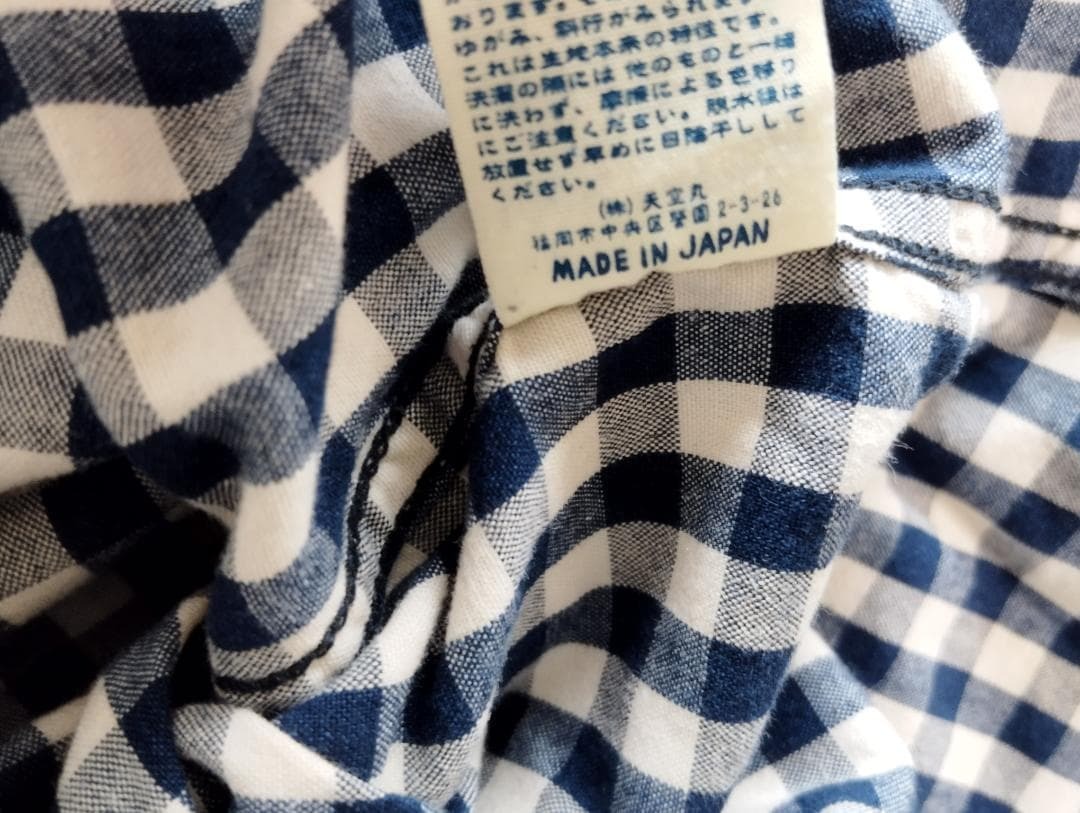 おります。そ
ゆがみ、斜行がみられます
これは生地本来の特徴です。
洗濯の際には 他のものと一緒
に洗わず、摩擦による色移り
にご注意ください。脱水後は
放置せず早めに日陰干しして
ください。
(株) 天空丸
福岡市中央区警固 2-3-26
MADE IN JAPAN